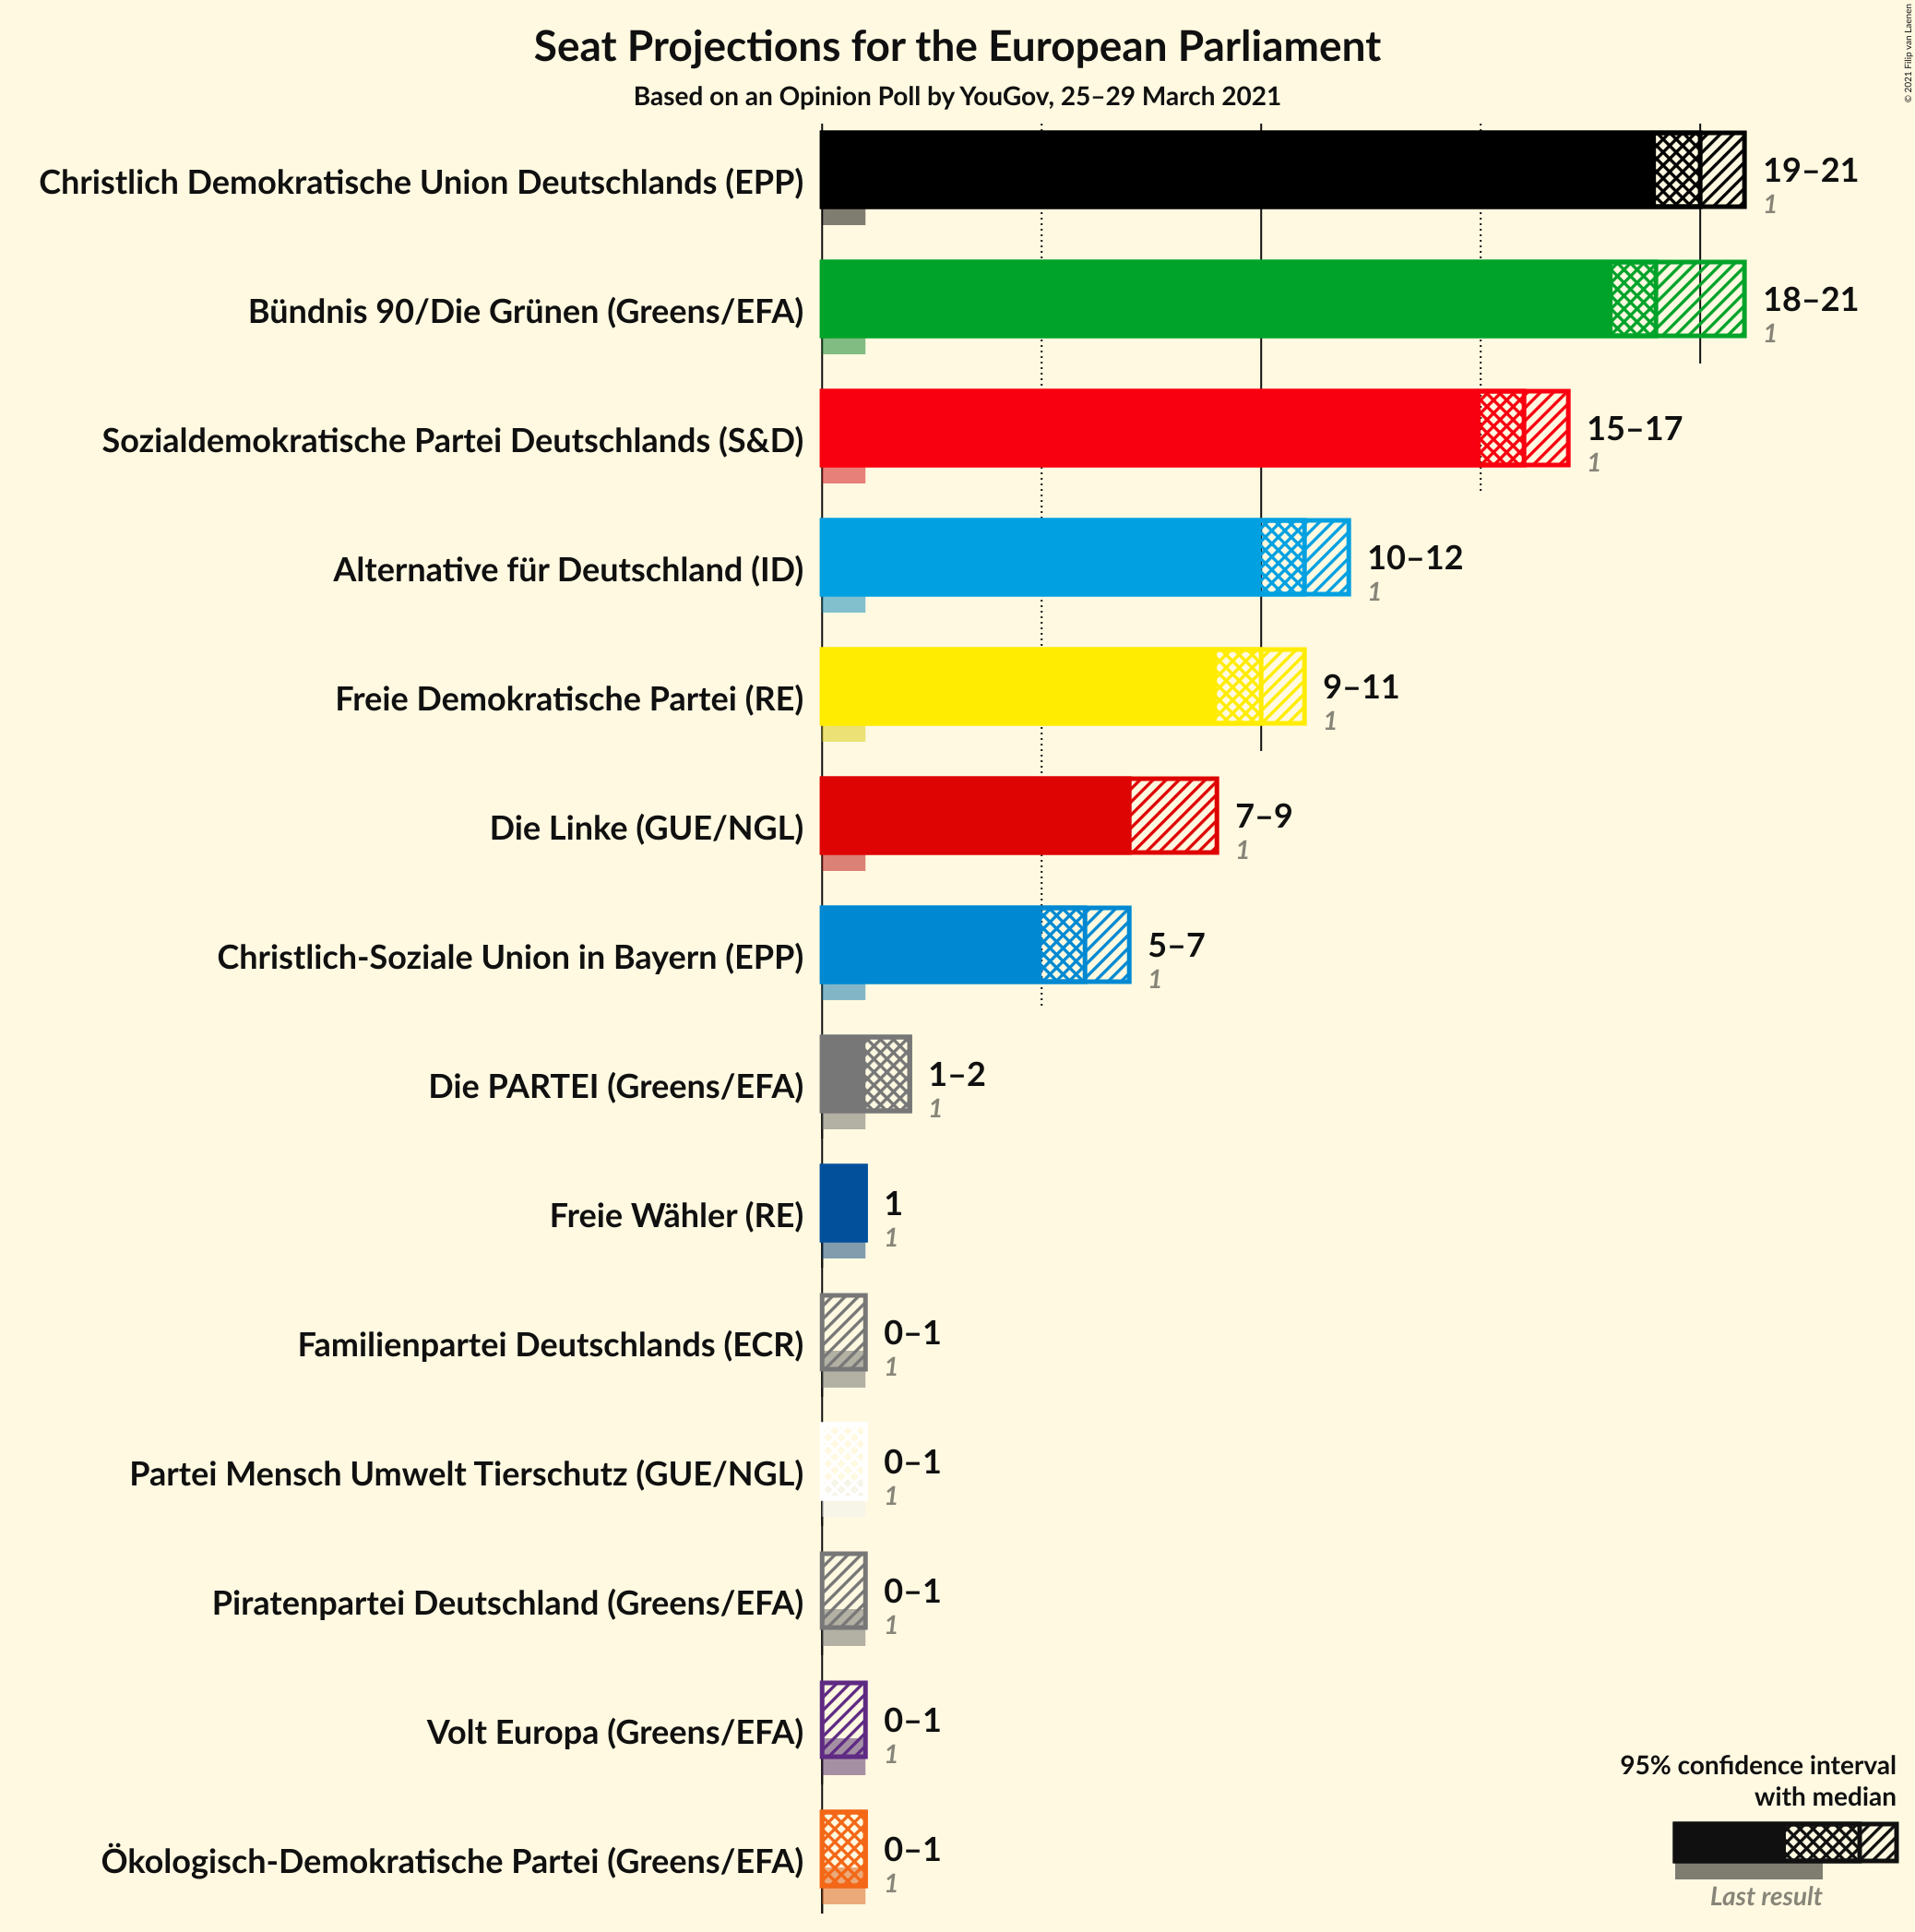 Seat Projections for the European Parliament
Based on an Opinion Poll by YouGov, 25–29 March 2021
© 2021 Filip van Laenen
Christlich Demokratische Union Deutschlands (EPP)
19–21
1
Bündnis 90/Die Grünen (Greens/EFA)
18–21
1
Sozialdemokratische Partei Deutschlands (S&D)
15–17
1
Alternative für Deutschland (ID)
10–12
1
Freie Demokratische Partei (RE)
9–11
1
Die Linke (GUE/NGL)
7–9
1
Christlich-Soziale Union in Bayern (EPP)
5–7
1
Die PARTEI (Greens/EFA)
1–2
1
Freie Wähler (RE)
1
1
Familienpartei Deutschlands (ECR)
0–1
1
Partei Mensch Umwelt Tierschutz (GUE/NGL)
0–1
1
Piratenpartei Deutschland (Greens/EFA)
0–1
1
Volt Europa (Greens/EFA)
0–1
1
Ökologisch-Demokratische Partei (Greens/EFA)
0–1
1
95% confidence interval
with median
Last result